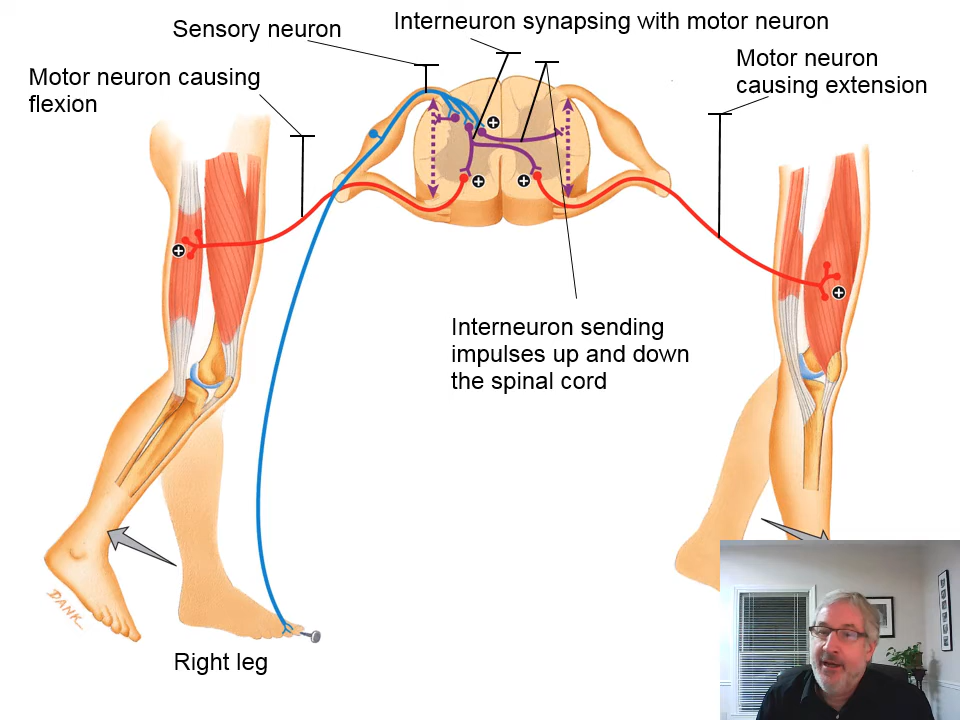 Sensory neuron
Interneuron synapsing with motor neuron
Motor neuron causing
flexion
Motor neuron
causing extension
+
+
+
+
+
Interneuron sending
impulses up and down
the spinal cord
DANK
Right leg